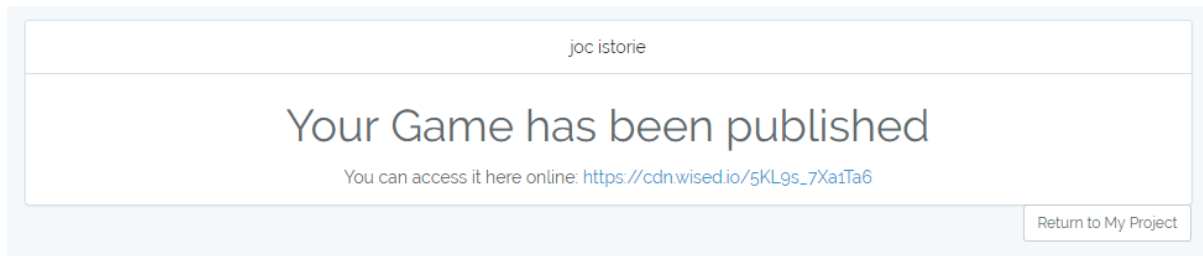 joc istorie
Your Game has been published
You can access it here online: https://cdn.wised.io/5KL9s_7Xa1Ta6
Return to My Project